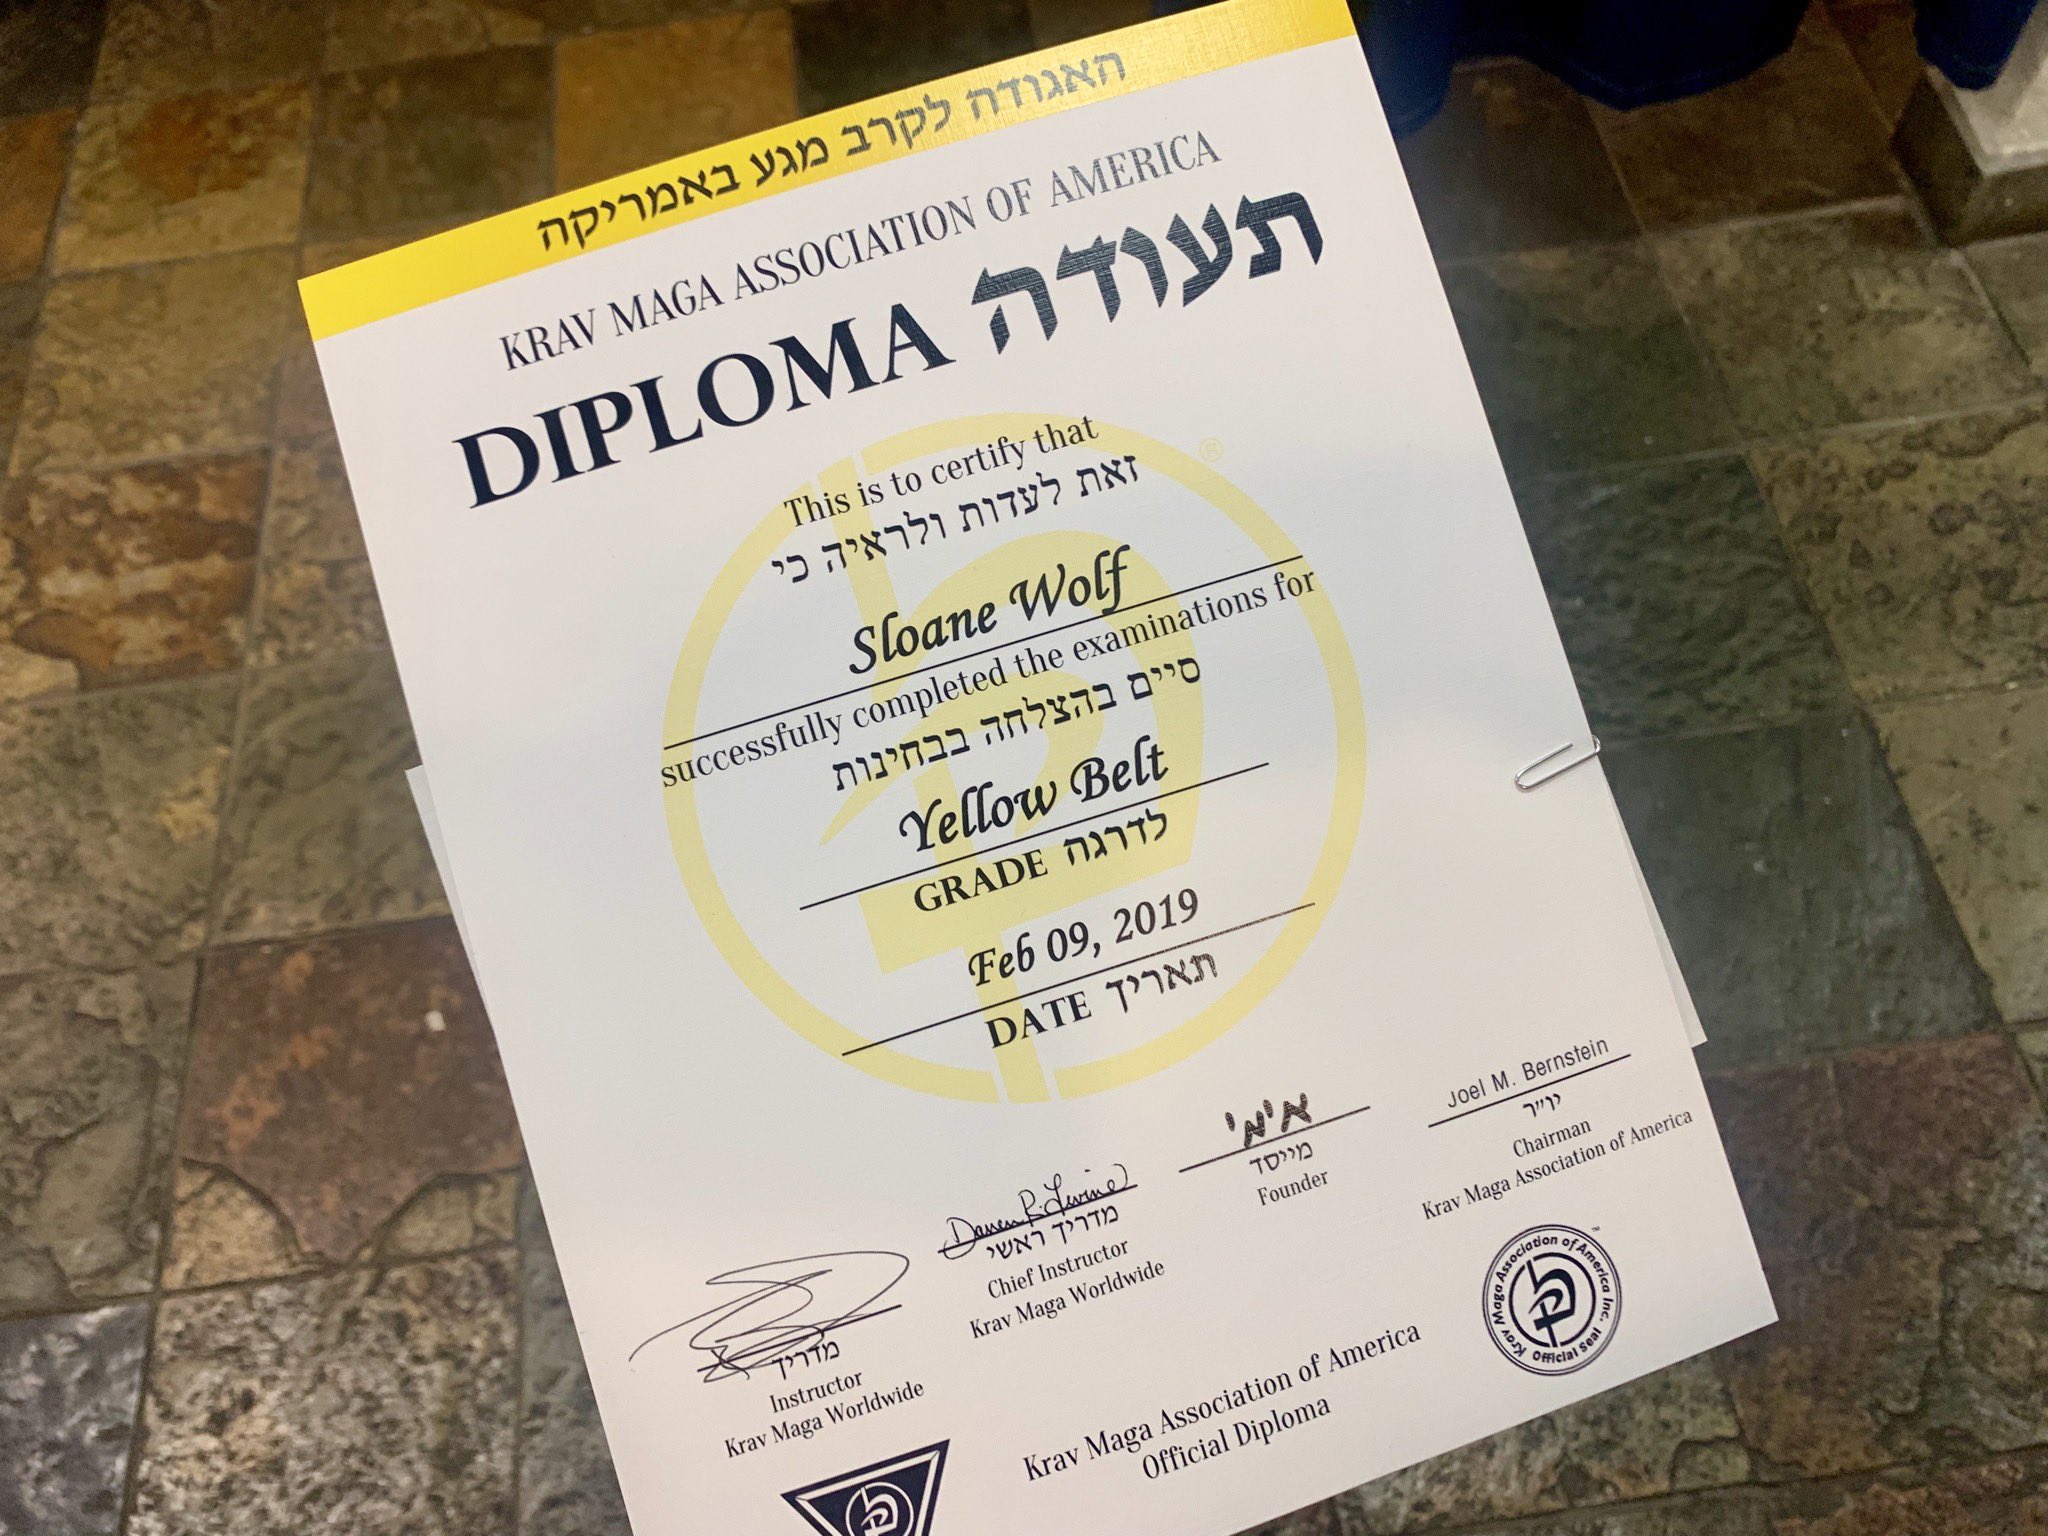 האגודה לקרב מגע באמריקה
KRAV MAGA ASSOCIATION OF AMERICA
DIPLOMA תעודה
®
This is to certify that
זאת לעדות ולראיה כי
Sloane Wolf
successfully completed the examinations for
סיים בהצלחה בבחינות
Yellow Belt
GRADE לדרגה
Feb 09, 2019
DATE תאריך
Joel M. Bernstein
יו״ר
Chairman
Krav Maga Association of America
אימי
מייסד
Founder
Darren R. Levine
מדריך ראשי
Chief Instructor
Krav Maga Worldwide
מדריך
Instructor
Krav Maga Worldwide
Krav Maga Association of America
Official Diploma
Krav Maga Association of America Inc.
Official Seal
™